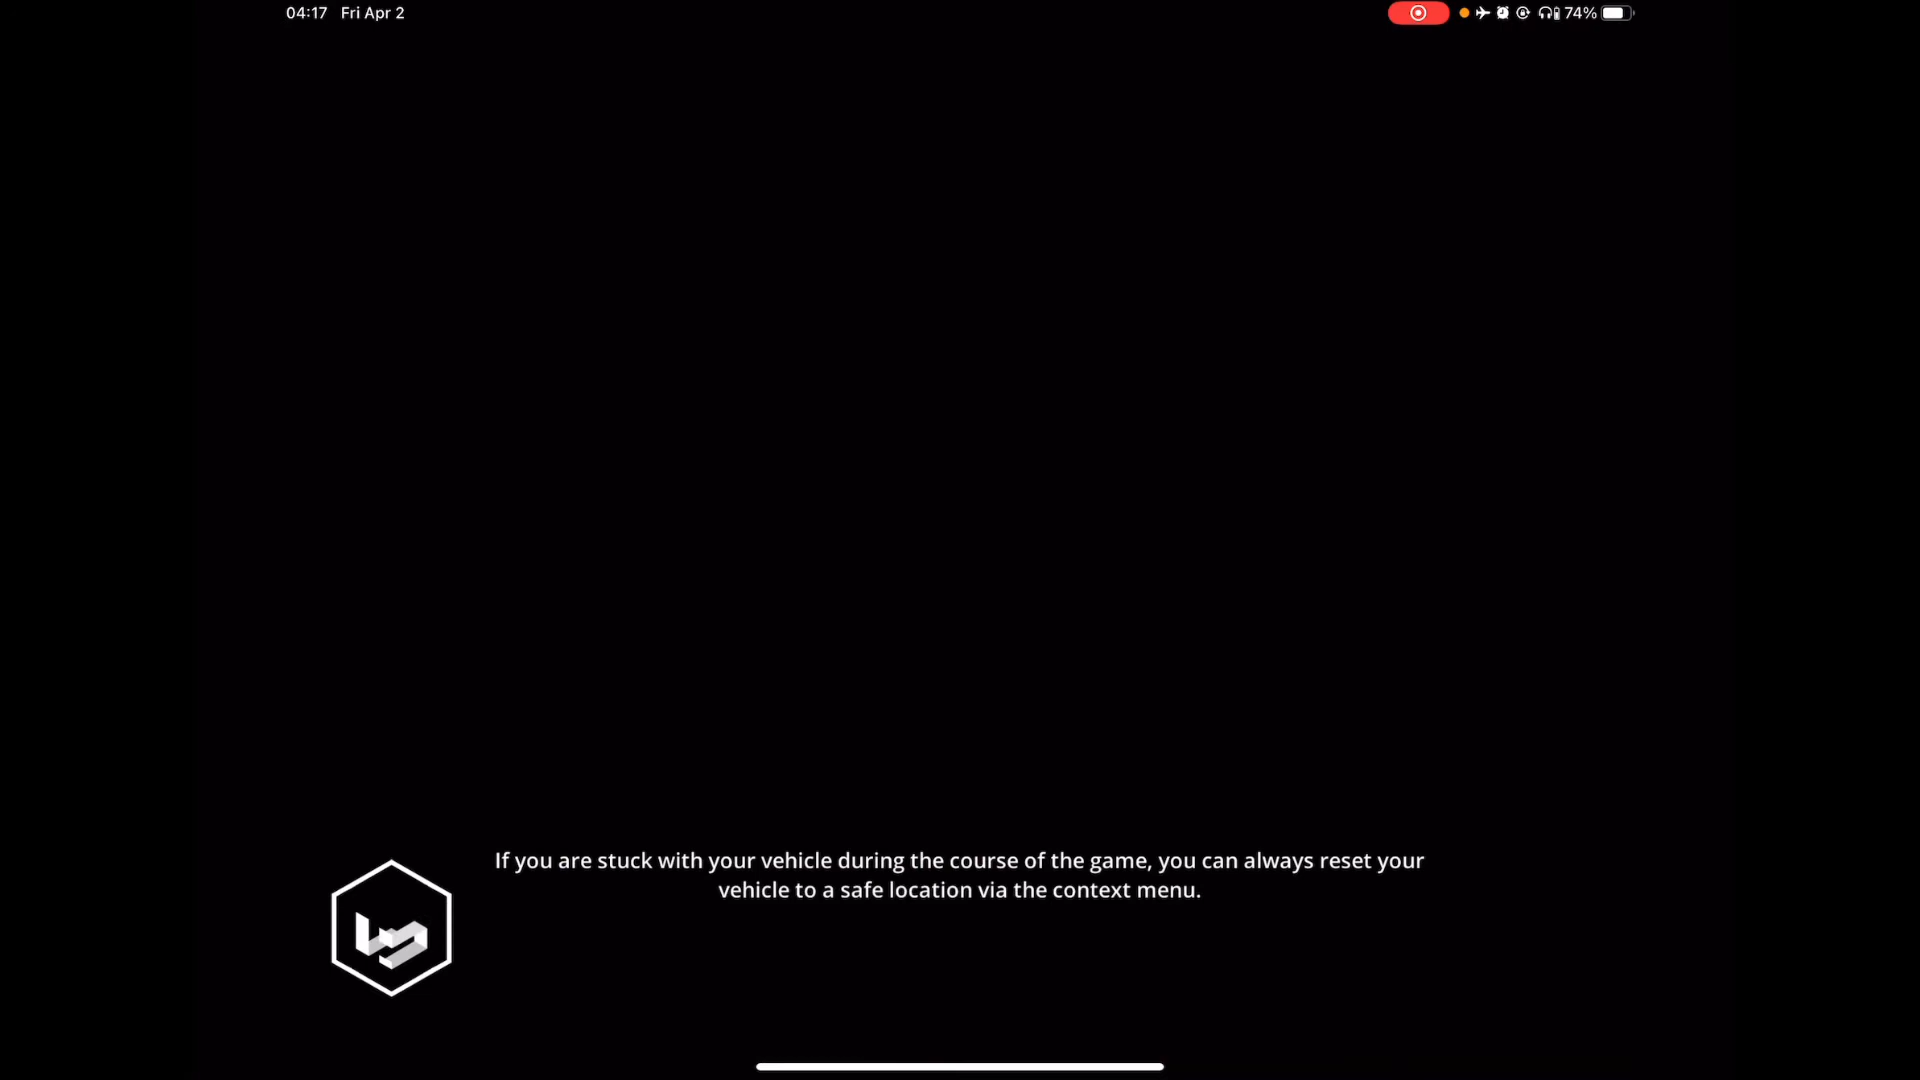 04:17 Fri Apr 2
74%
If you are stuck with your vehicle during the course of the game, you can always reset your
vehicle to a safe location via the context menu.